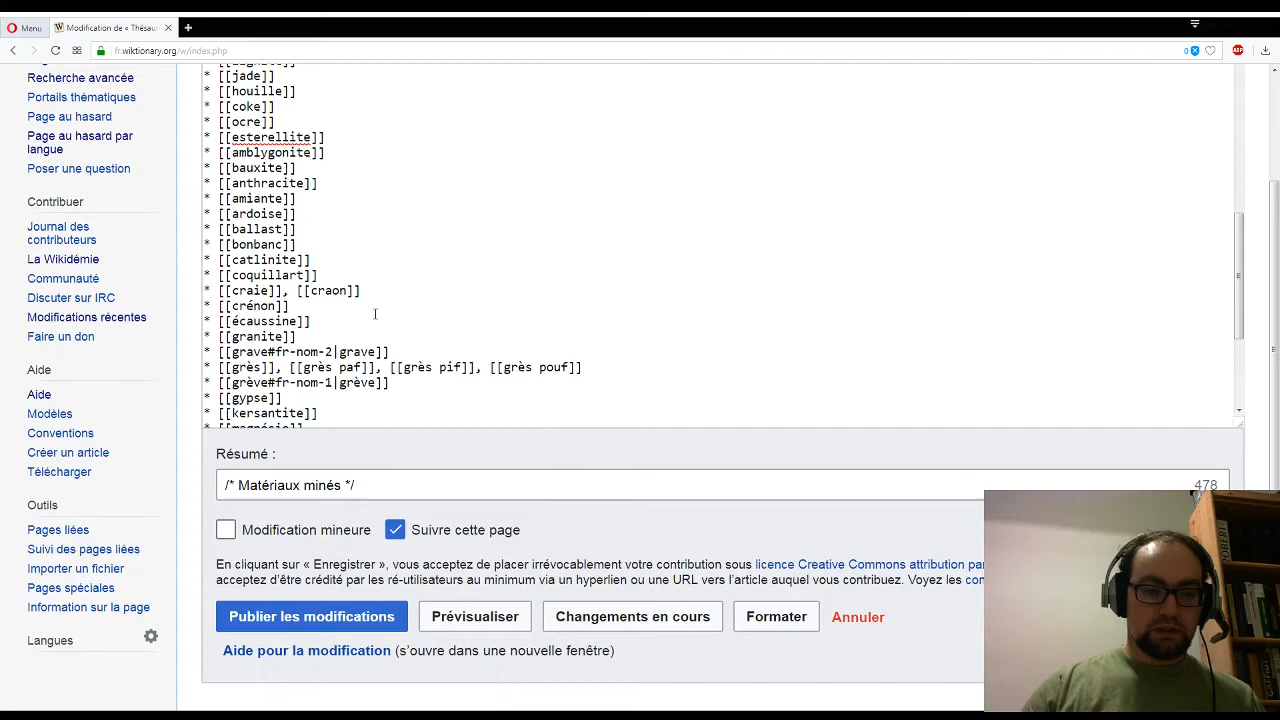 Menu
Modification de « Thésau
fr.wiktionary.org/w/index.php
0
ABP
Recherche avancée
Portails thématiques
Page au hasard
Page au hasard par
langue
Poser une question
Contribuer
Journal des
contributeurs
La Wikidémie
Communauté
Discuter sur IRC
Modifications récentes
Faire un don
Aide
Aide
Modèles
Conventions
Créer un article
Télécharger
Outils
Pages liées
Suivi des pages liées
Importer un fichier
Pages spéciales
Information sur la page
Langues
* [[jade]]
* [[houille]]
* [[coke]]
* [[ocre]]
* [[esterellite]]
* [[amblygonite]]
* [[bauxite]]
* [[anthracite]]
* [[amiante]]
* [[ardoise]]
* [[ballast]]
* [[bonbanc]]
* [[catlinite]]
* [[coquillart]]
* [[craie]], [[craon]]
* [[crénon]]
* [[écaussine]]
* [[granite]]
* [[grave#fr-nom-2|grave]]
* [[grès]], [[grès paf]], [[grès pif]], [[grès pouf]]
* [[grève#fr-nom-1|grève]]
* [[gypse]]
* [[kersantite]]
Résumé :
/* Matériaux minés */
478
Modification mineure
Suivre cette page
En cliquant sur « Enregistrer », vous acceptez de placer irrévocablement votre contribution sous licence Creative Commons attribution par
acceptez d'être crédité par les ré-utilisateurs au minimum via un hyperlien ou une URL vers l'article auquel vous contribuez. Voyez les con
Publier les modifications
Prévisualiser
Changements en cours
Formater
Annuler
Aide pour la modification (s'ouvre dans une nouvelle fenêtre)